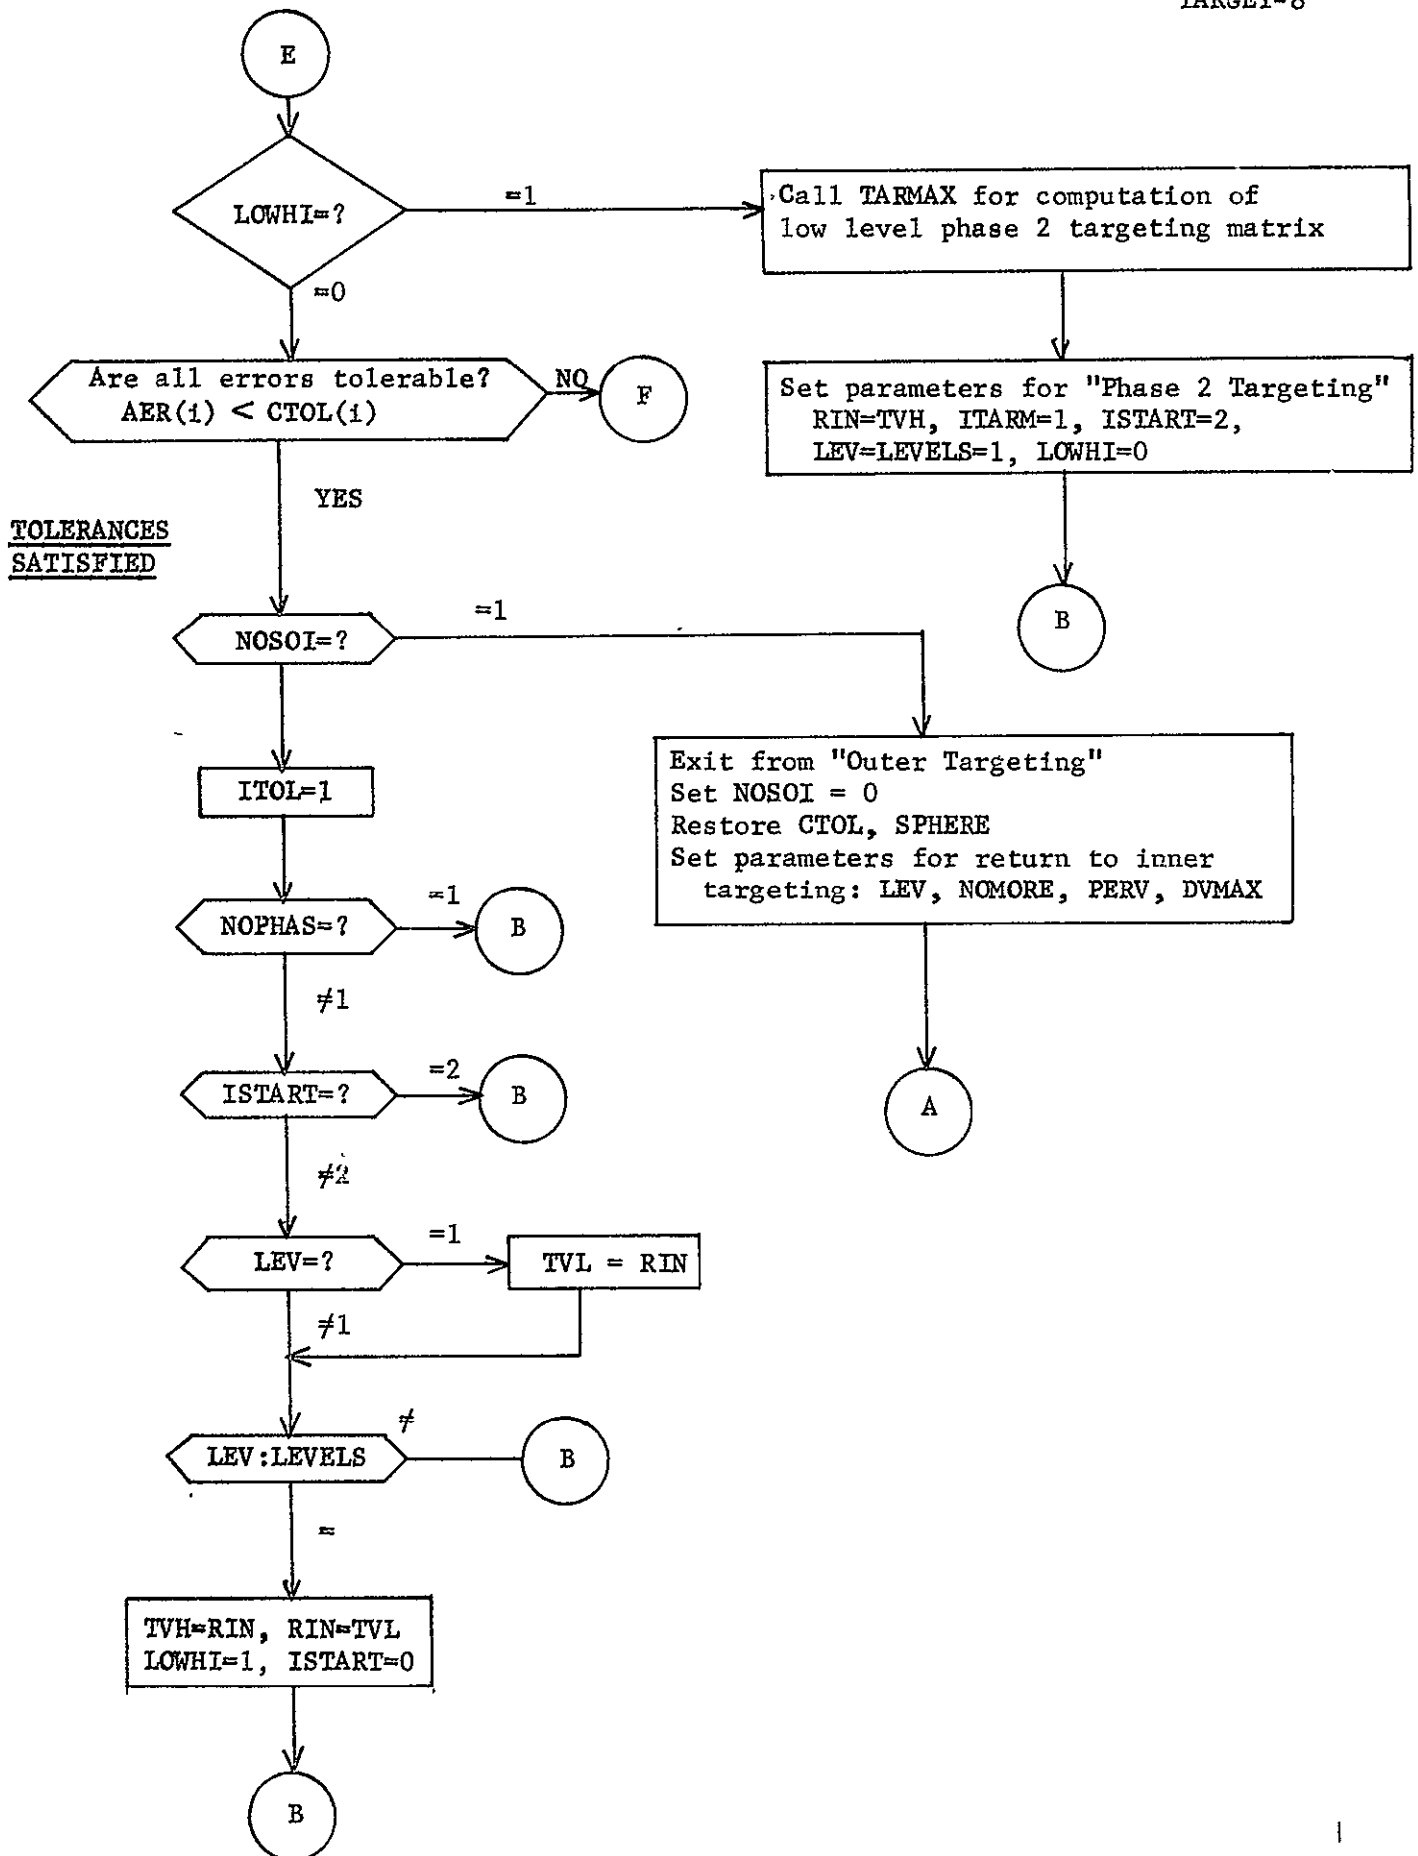 TARGET-8
E
LOWHI=?
=1
Call TARMAX for computation of
low level phase 2 targeting matrix
=0
Are all errors tolerable?
AER(i) < CTOL(i)
NO
F
Set parameters for "Phase 2 Targeting"
RIN=TVH, ITARM=1, ISTART=2,
LEV=LEVELS=1, LOWHI=0
YES
TOLERANCES
SATISFIED
B
NOSOI=?
=1
Exit from "Outer Targeting"
Set NOSOI = 0
Restore CTOL, SPHERE
Set parameters for return to inner
targeting: LEV, NOMORE, PERV, DVMAX
ITOL=1
NOPHAS=?
=1
B
≠1
ISTART=?
=2
B
A
≠2
LEV=?
=1
TVL = RIN
≠1
LEV:LEVELS
≠
B
=
TVH=RIN, RIN=TVL
LOWHI=1, ISTART=0
B